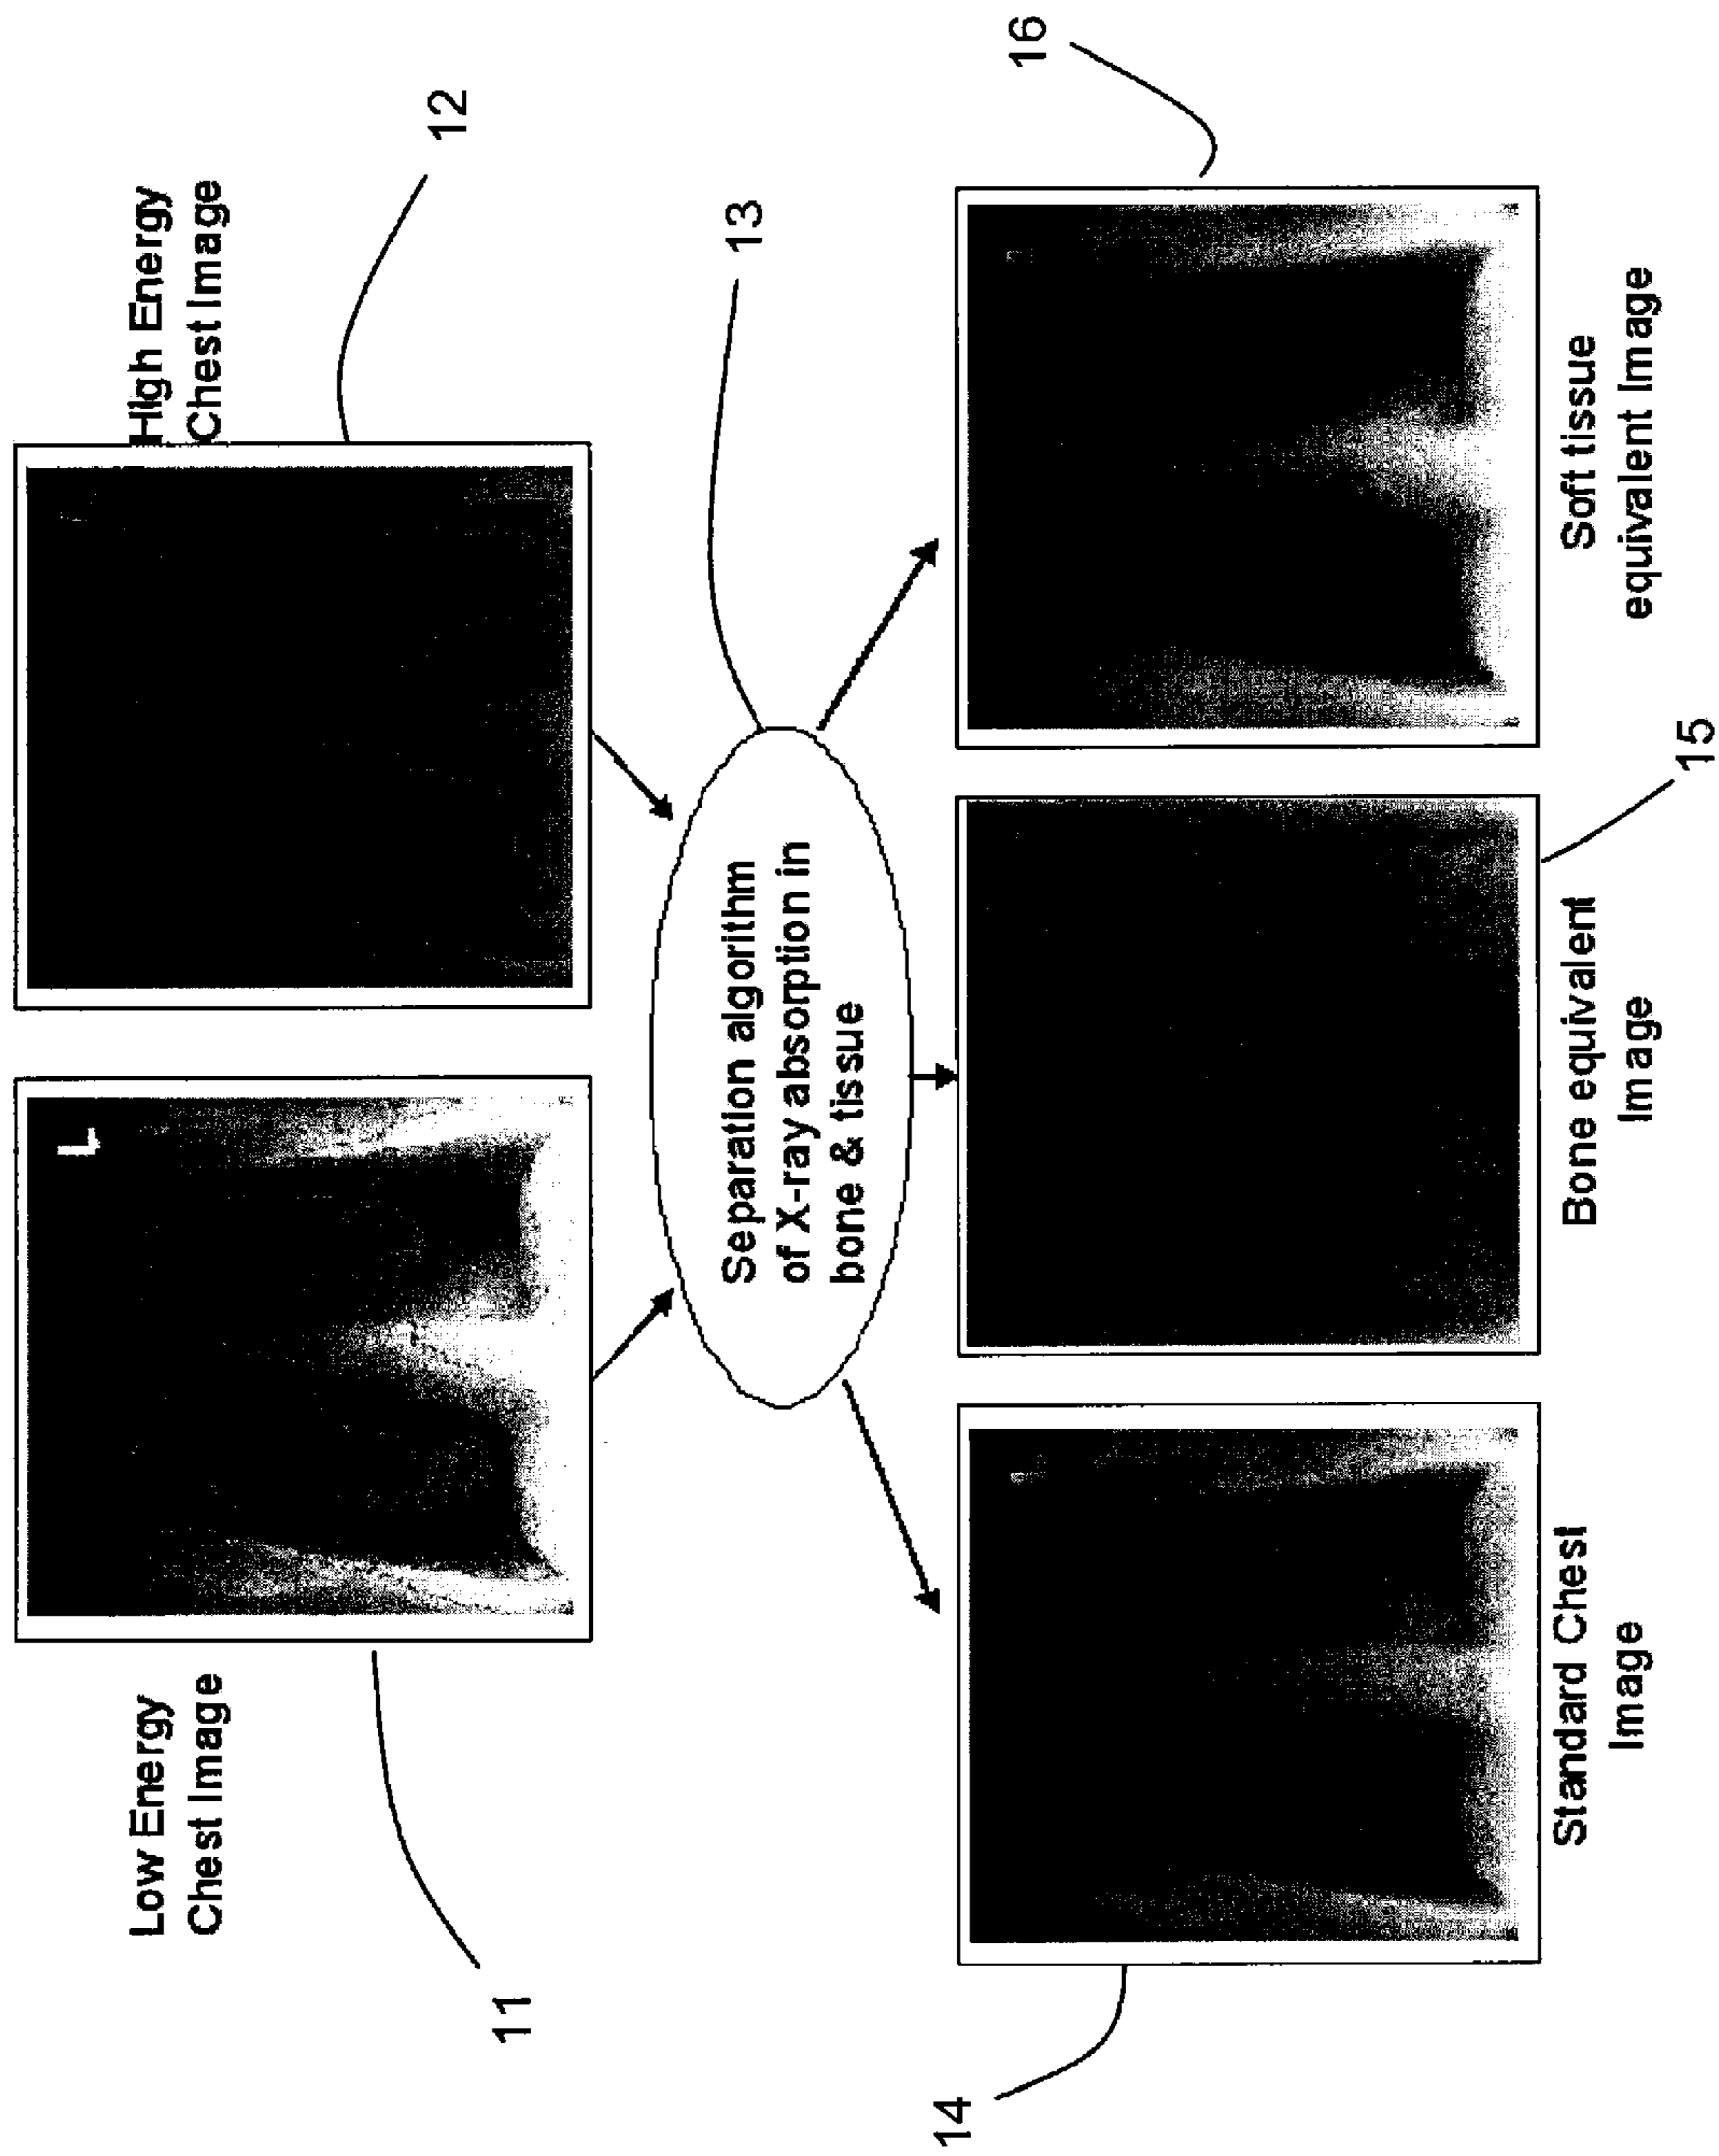 Low Energy
Chest Image
11
L
High Energy
Chest Image
12
13
Separation algorithm
of X-ray absorption in
bone & tissue
14
Standard Chest
Image
Bone equivalent
Image
15
16
Soft tissue
equivalent Image